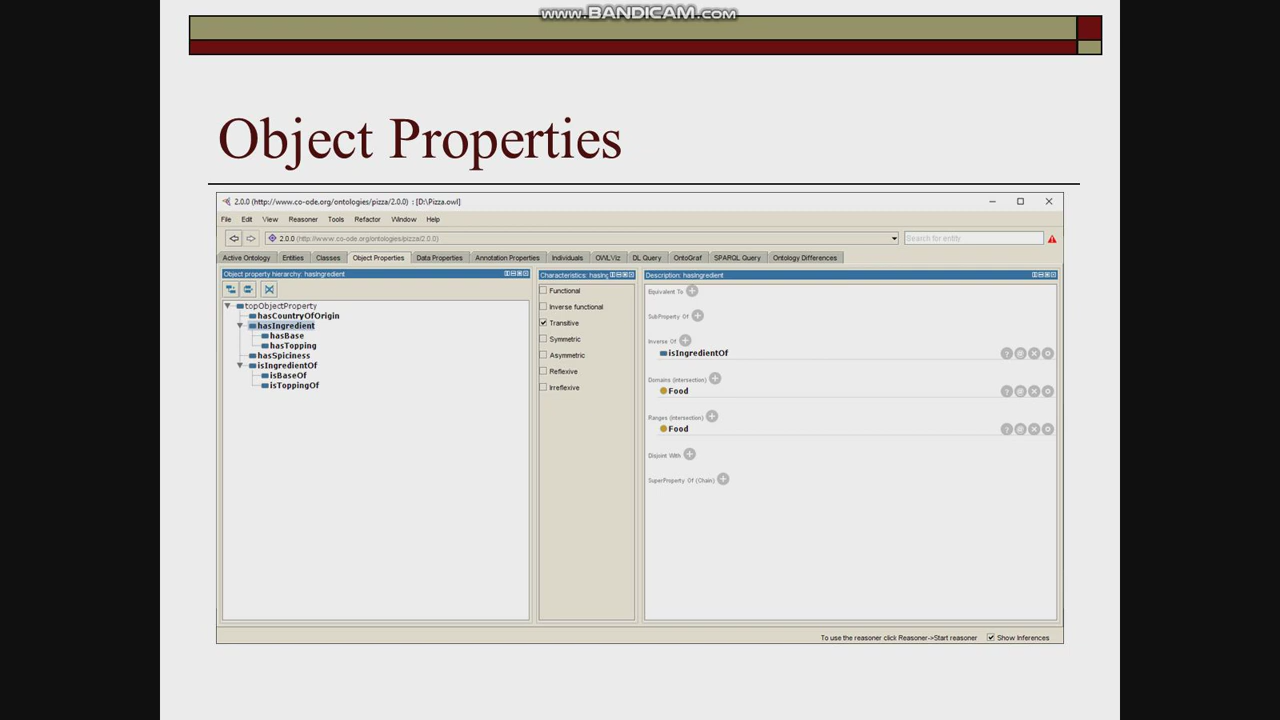 www.BANDICAM.com
Object Properties
2.0.0 (http://www.co-ode.org/ontologies/pizza/2.0.0) : [D:\Pizza.owl]
File Edit View Reasoner Tools Refactor Window Help
2.0.0 (http://www.co-ode.org/ontologies/pizza/2.0.0)
Search for entity
Active Ontology Entities Classes Object Properties Data Properties Annotation Properties Individuals OWLViz DL Query OntoGraf SPARQL Query Ontology Differences
Object property hierarchy: hasIngredient
topObjectProperty
hasCountryOfOrigin
hasIngredient
hasBase
hasTopping
hasSpiciness
isIngredientOf
isBaseOf
isToppingOf
Characteristics: hasIng
Functional
Inverse functional
Transitive
Symmetric
Asymmetric
Reflexive
Irreflexive
Description: hasIngredient
Equivalent To
SubProperty Of
Inverse Of
isIngredientOf
Domains (intersection)
Food
Ranges (intersection)
Food
Disjoint With
SuperProperty Of (Chain)
To use the reasoner click Reasoner->Start reasoner Show Inferences